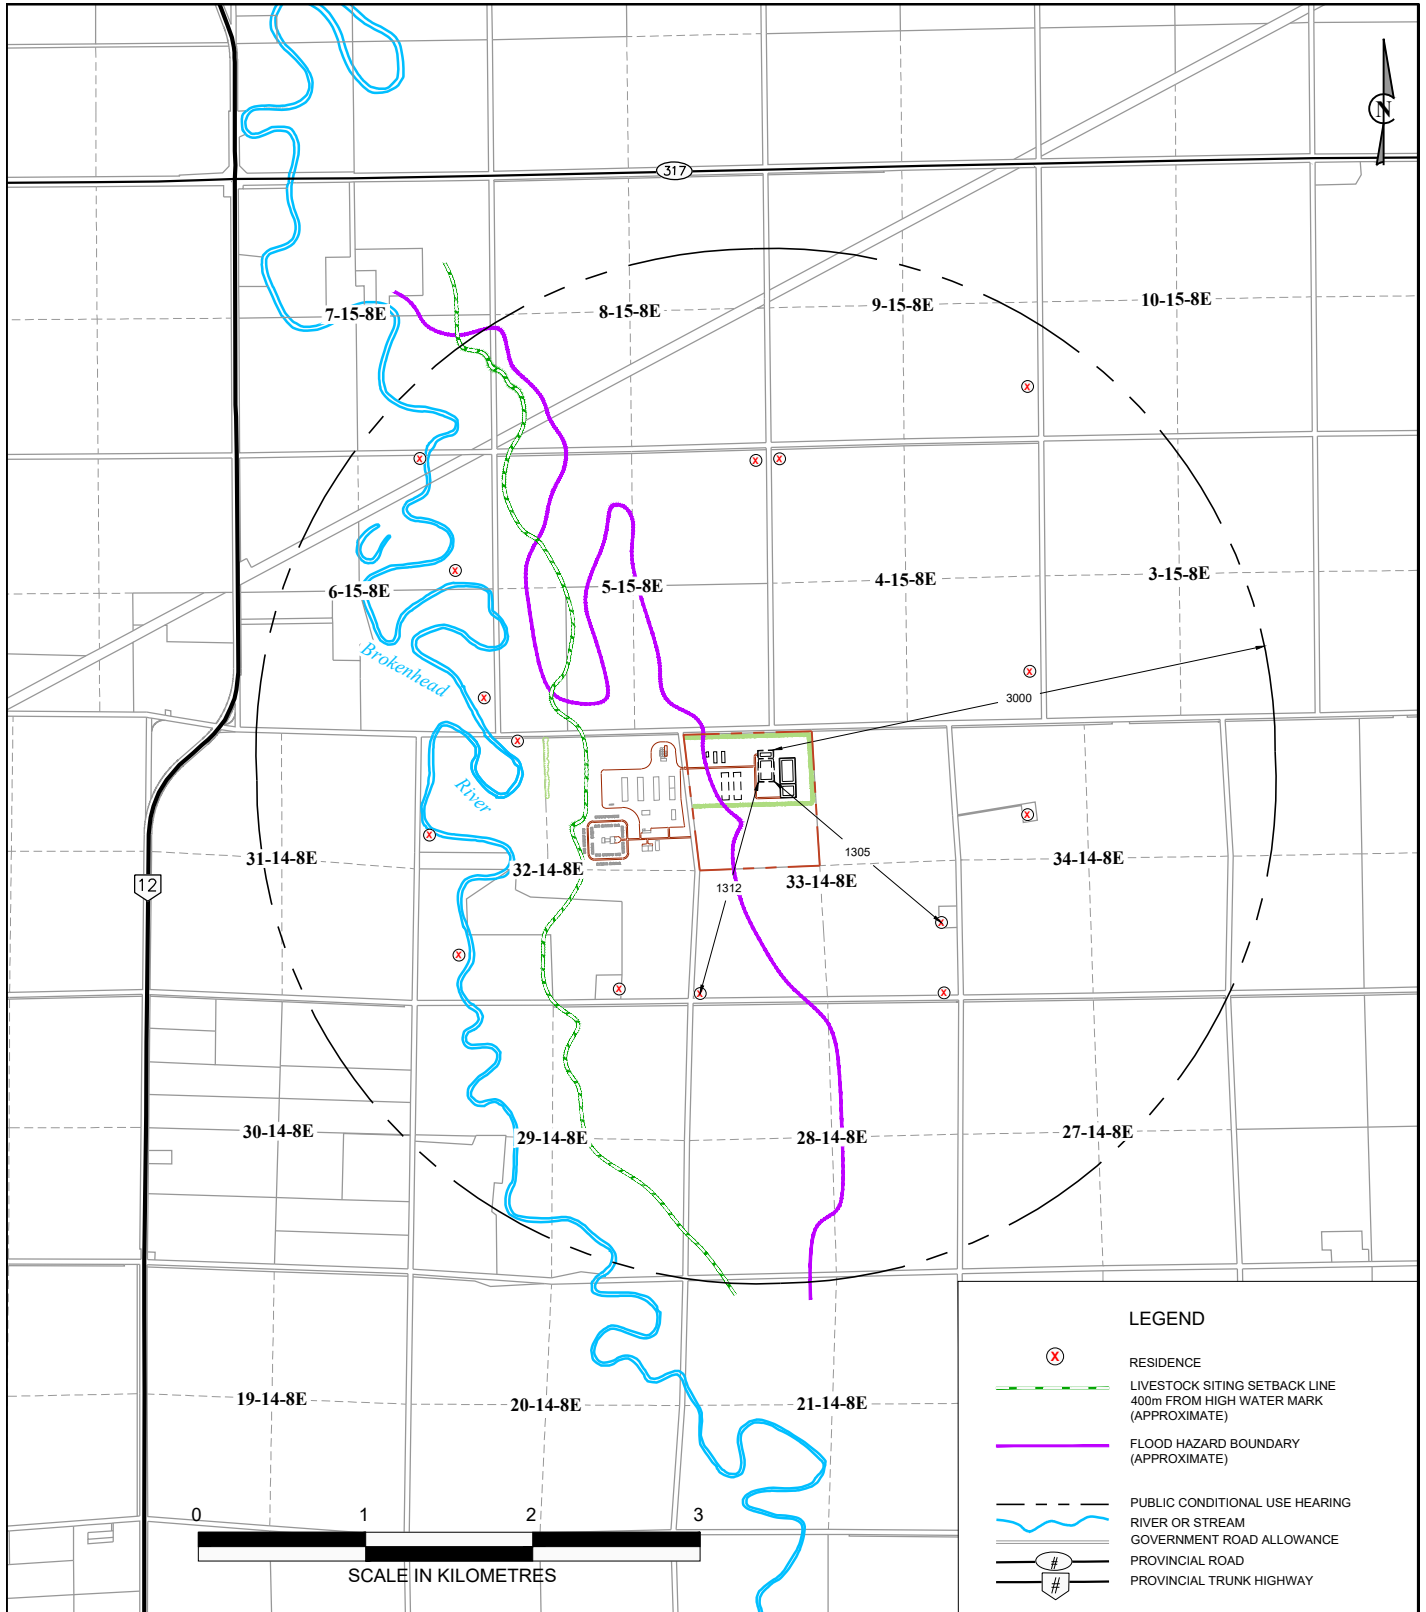 N
317
7-15-8E
8-15-8E
9-15-8E
10-15-8E
X
X
X
X
X
6-15-8E
5-15-8E
4-15-8E
3-15-8E
Brokenhead
X
X
3000
X
River
X
X
1305
31-14-8E
32-14-8E
33-14-8E
34-14-8E
12
1312
X
X
X
X
X
30-14-8E
29-14-8E
28-14-8E
27-14-8E
19-14-8E
20-14-8E
21-14-8E
0 1 2 3
SCALE IN KILOMETRES
LEGEND
X RESIDENCE
LIVESTOCK SITING SETBACK LINE
400m FROM HIGH WATER MARK
(APPROXIMATE)
FLOOD HAZARD BOUNDARY
(APPROXIMATE)
PUBLIC CONDITIONAL USE HEARING
RIVER OR STREAM
GOVERNMENT ROAD ALLOWANCE
# PROVINCIAL ROAD
# PROVINCIAL TRUNK HIGHWAY